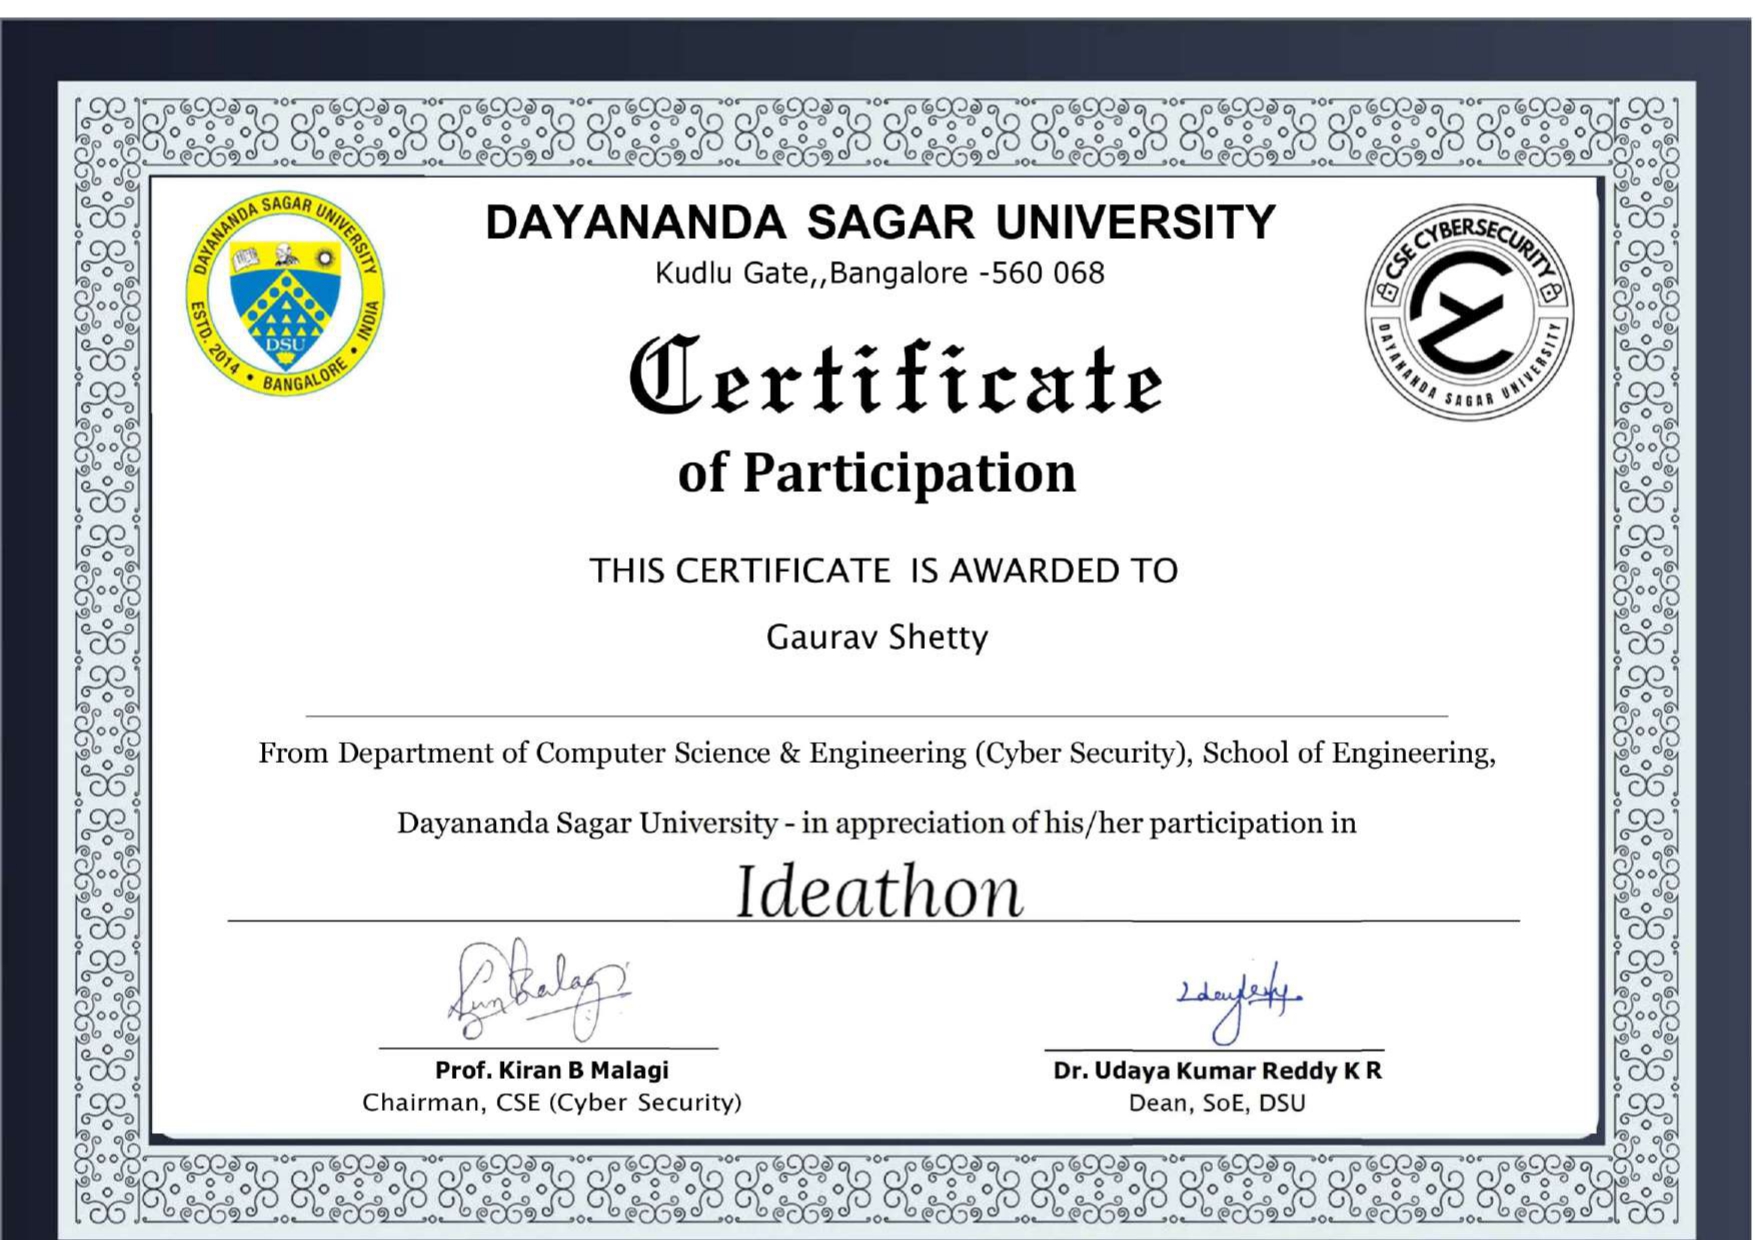 DAYANANDA SAGAR UNIVERSITY
ESTD. 2014 • BANGALORE • INDIA
DSU
DAYANANDA SAGAR UNIVERSITY
Kudlu Gate,,Bangalore -560 068
CSE CYBERSECURITY
DAYANANDA SAGAR UNIVERSITY
Certificate
of Participation
THIS CERTIFICATE IS AWARDED TO
Gaurav Shetty
From Department of Computer Science & Engineering (Cyber Security), School of Engineering,
Dayananda Sagar University - in appreciation of his/her participation in
Ideathon
Prof. Kiran B Malagi
Chairman, CSE (Cyber Security)
Dr. Udaya Kumar Reddy K R
Dean, SoE, DSU